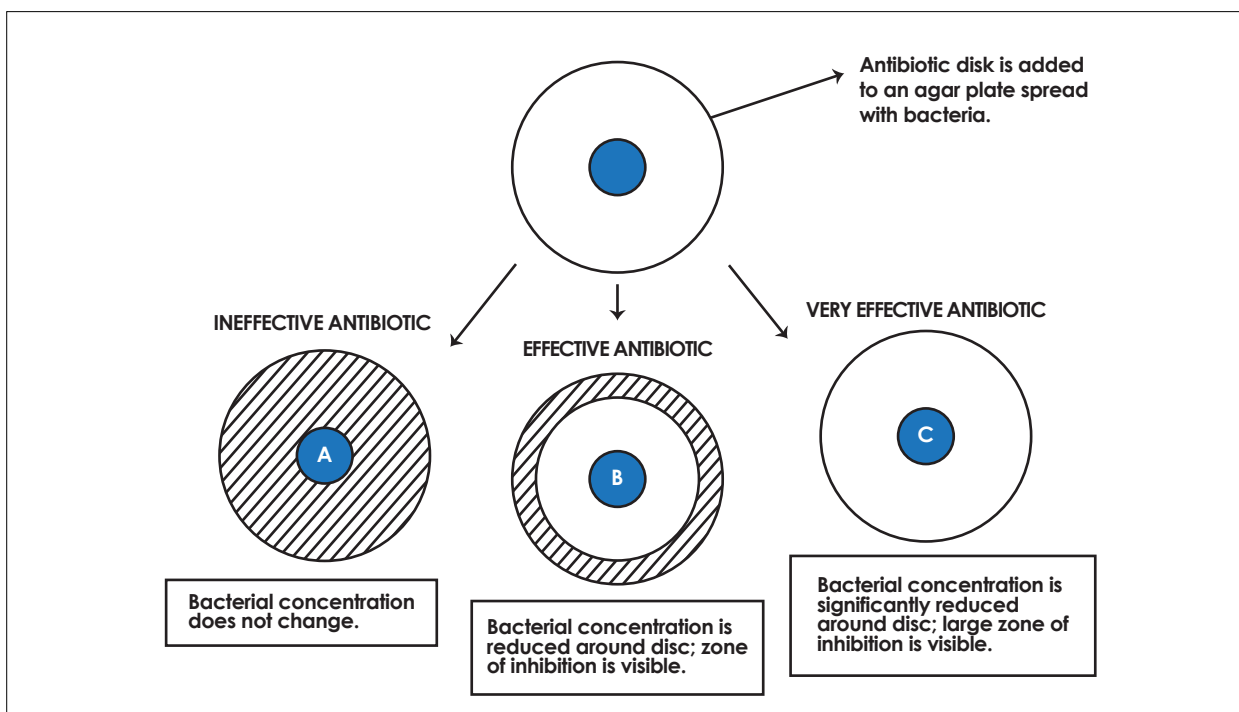 Antibiotic disk is added
to an agar plate spread
with bacteria.
INEFFECTIVE ANTIBIOTIC
EFFECTIVE ANTIBIOTIC
VERY EFFECTIVE ANTIBIOTIC
A
B
C
Bacterial concentration
does not change.
Bacterial concentration is
reduced around disc; zone
of inhibition is visible.
Bacterial concentration is
significantly reduced
around disc; large zone of
inhibition is visible.